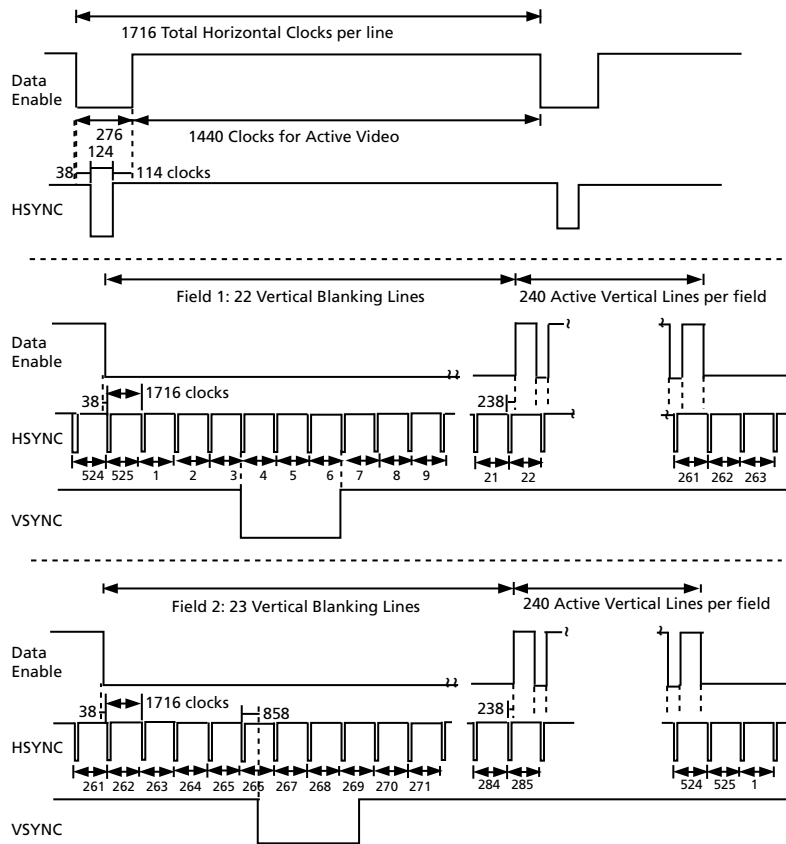 1716 Total Horizontal Clocks per line
Data
Enable
276
1440 Clocks for Active Video
124
38
114 clocks
HSYNC
Field 1: 22 Vertical Blanking Lines
240 Active Vertical Lines per field
Data
Enable
38
1716 clocks
238
HSYNC
524 525 1 2 3 4 5 6 7 8 9 21 22 261 262 263
VSYNC
Field 2: 23 Vertical Blanking Lines
240 Active Vertical Lines per field
Data
Enable
38
1716 clocks
858
238
HSYNC
261 262 263 264 265 266 267 268 269 270 271 284 285 524 525 1
VSYNC